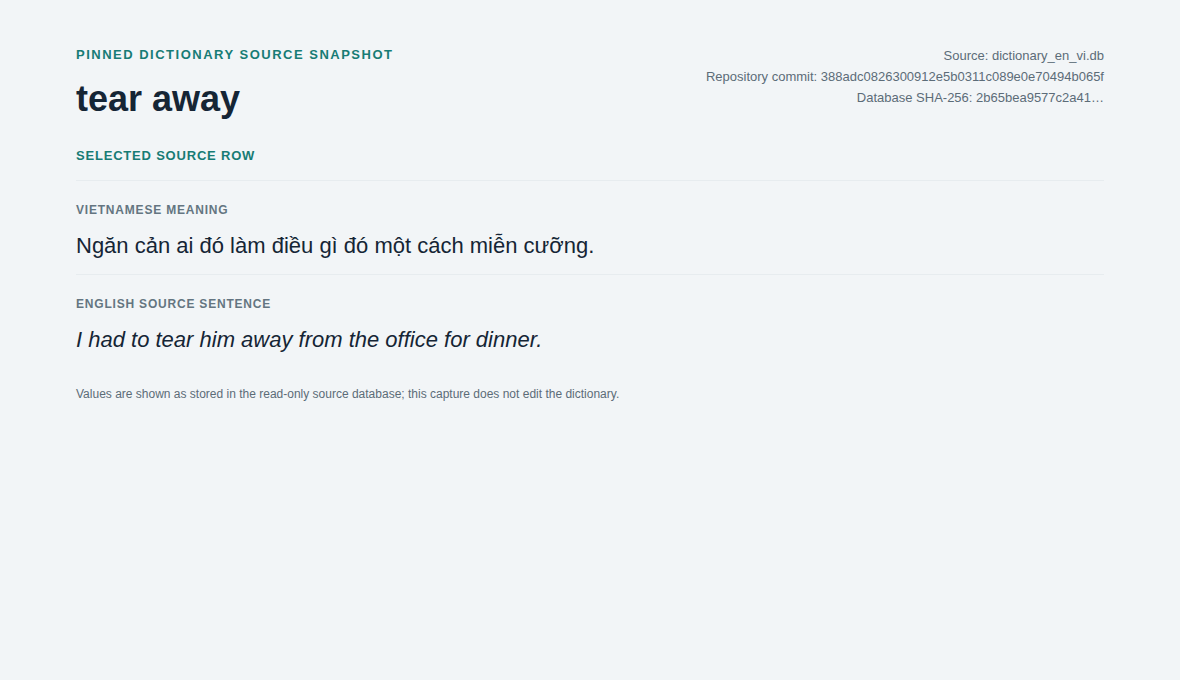 PINNED DICTIONARY SOURCE SNAPSHOT
tear away
Source: dictionary_en_vi.db
Repository commit: 388adc0826300912e5b0311c089e0e70494b065f
Database SHA-256: 2b65bea9577c2a41…
SELECTED SOURCE ROW
VIETNAMESE MEANING
Ngăn cản ai đó làm điều gì đó một cách miễn cưỡng.
ENGLISH SOURCE SENTENCE
I had to tear him away from the office for dinner.
Values are shown as stored in the read-only source database; this capture does not edit the dictionary.